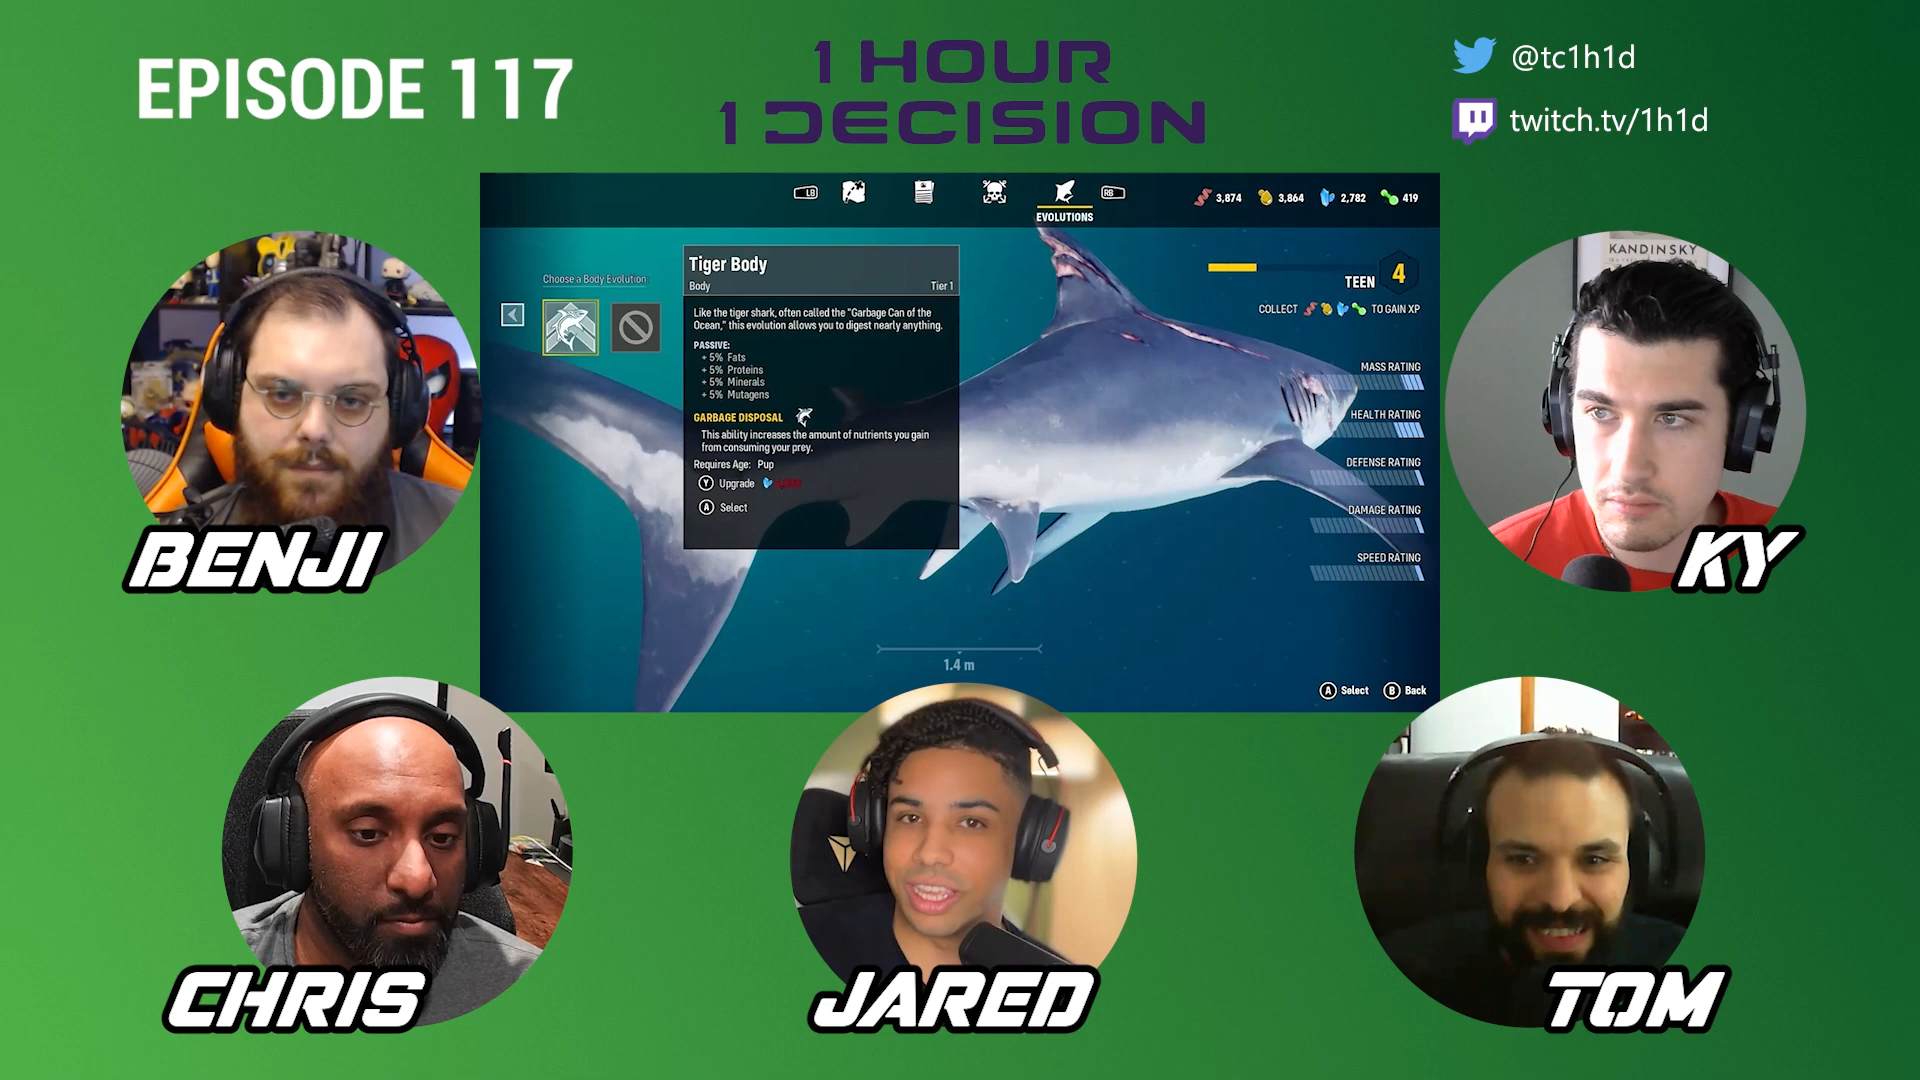 EPISODE 117
1 HOUR
1 DECISION
@tc1h1d
twitch.tv/1h1d
LB
RB
EVOLUTIONS
3,874
3,864
2,782
419
Choose a Body Evolution:
Tiger Body
Body
Tier 1
Like the tiger shark, often called the "Garbage Can of the
Ocean," this evolution allows you to digest nearly anything.
PASSIVE:
+ 5% Fats
+ 5% Proteins
+ 5% Minerals
+ 5% Mutagens
GARBAGE DISPOSAL
This ability increases the amount of nutrients you gain
from consuming your prey.
Requires Age: Pup
Y Upgrade
A Select
TEEN 4
COLLECT TO GAIN XP
MASS RATING
HEALTH RATING
DEFENSE RATING
DAMAGE RATING
SPEED RATING
1.4 m
A Select B Back
KANDINSKY
BENJI
KY
CHRIS
JARED
TOM